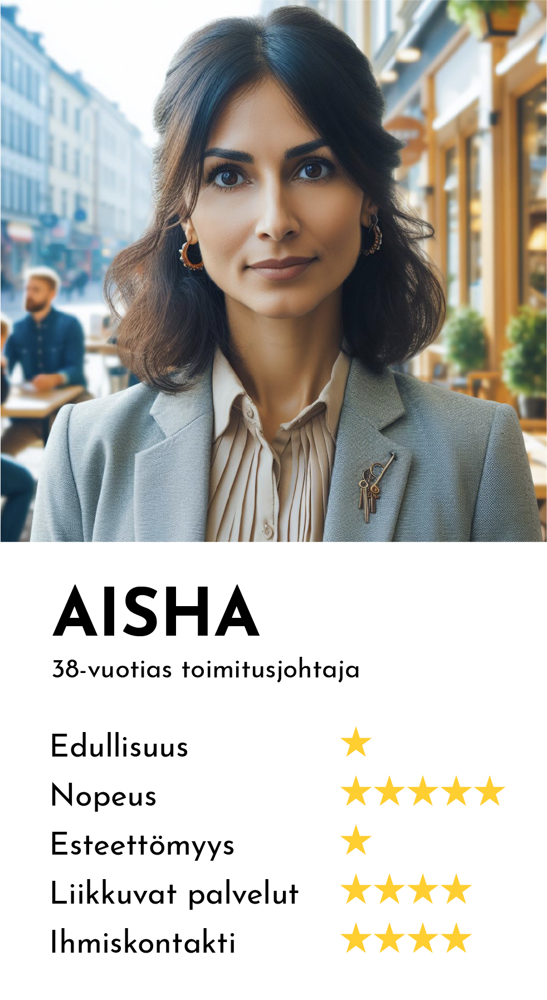 AISHA
38-vuotias toimitusjohtaja
Edullisuus
Nopeus
Esteettömyys
Liikkuvat palvelut
Ihmiskontakti